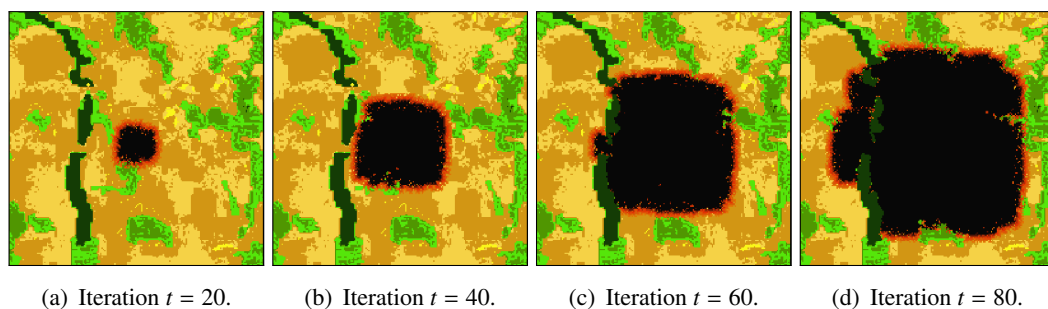 (a) Iteration t = 20.
(b) Iteration t = 40.
(c) Iteration t = 60.
(d) Iteration t = 80.